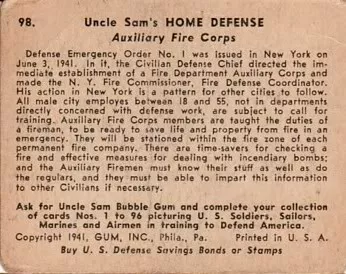 98.
Uncle Sam's HOME DEFENSE
Auxiliary Fire Corps
Defense Emergency Order No. 1 was issued in New York on
June 3, 1941. In it, the Civilian Defense Chief directed the im-
mediate establishment of a Fire Department Auxiliary Corps and
made the N. Y. Fire Commissioner, Fire Defense Coordinator.
His action in New York is a pattern for other cities to follow.
All male city employes between 18 and 55, not in departments
directly concerned with defense work, are subject to call for
training. Auxiliary Fire Corps members are taught the duties of
a fireman, to be ready to save life and property from fire in an
emergency. They will be stationed within the fire zone of each
permanent fire company. There are time-savers for checking a
fire and effective measures for dealing with incendiary bombs;
and the Auxiliary Firemen must know their stuff as well as do
the regulars, and they must be able to impart this information
to other Civilians if necessary.
Ask for Uncle Sam Bubble Gum and complete your collection
of cards Nos. 1 to 96 picturing U. S. Soldiers, Sailors,
Marines and Airmen in training to Defend America.
Copyright 1941, GUM, INC., Phila., Pa. Printed in U. S. A.
Buy U. S. Defense Savings Bonds or Stamps